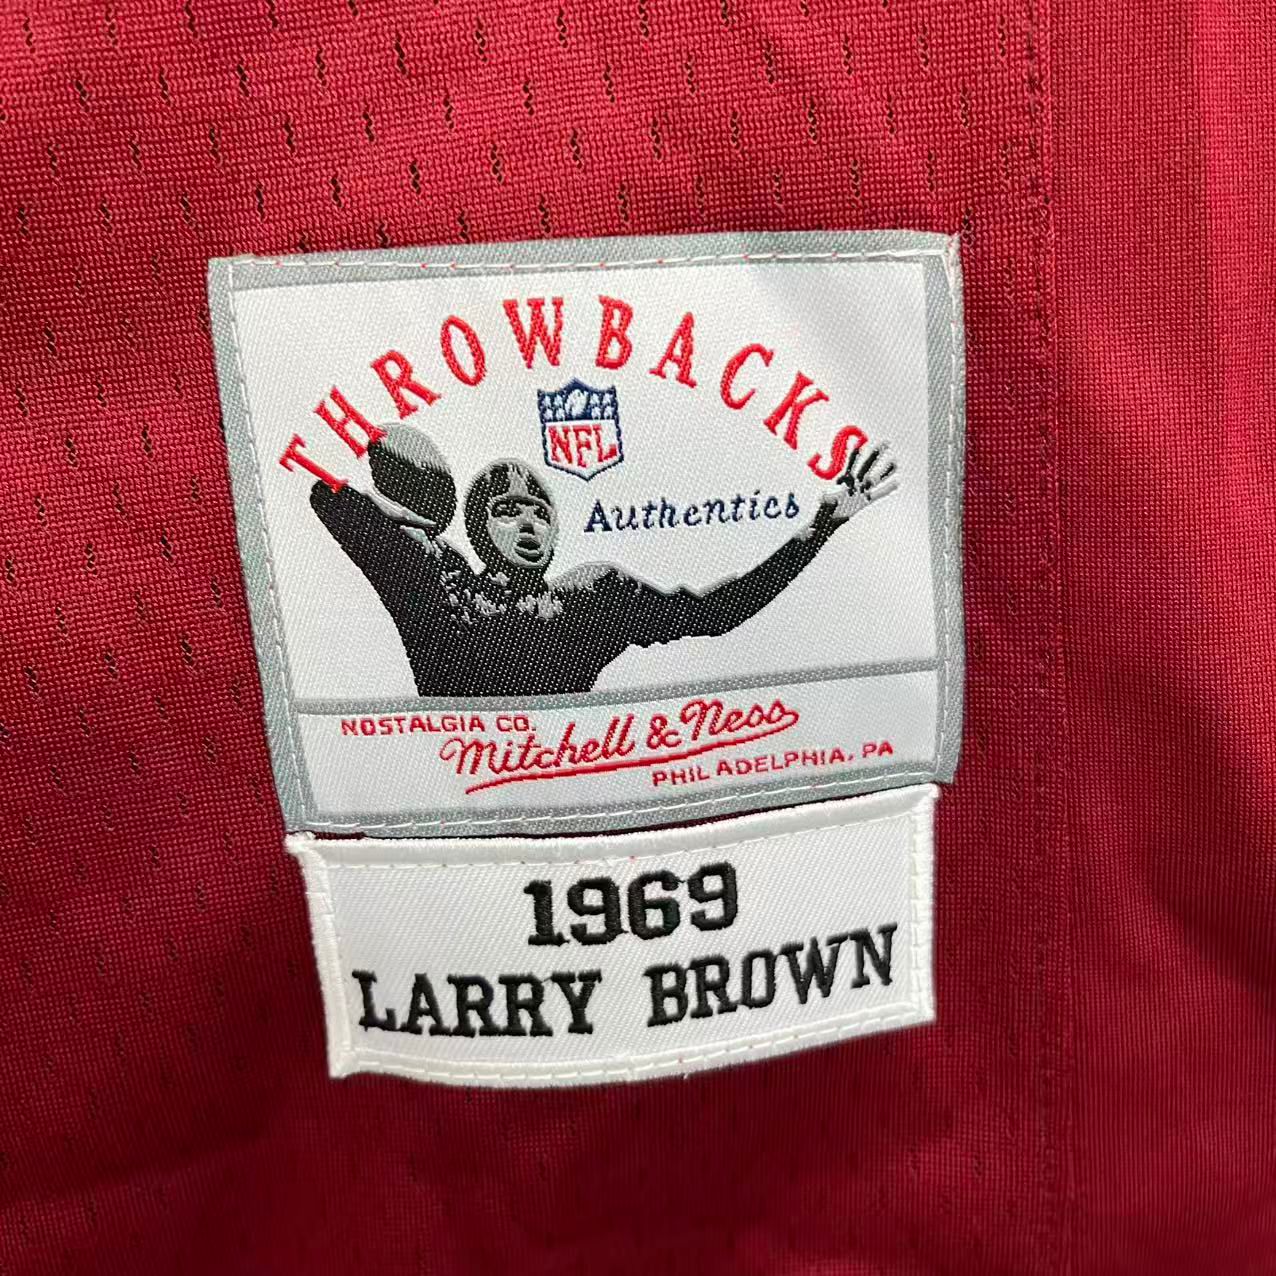 THROWBACKS
NFL
Authentics
NOSTALGIA CO.
Mitchell & Ness
PHILADELPHIA, PA
1969
LARRY BROWN